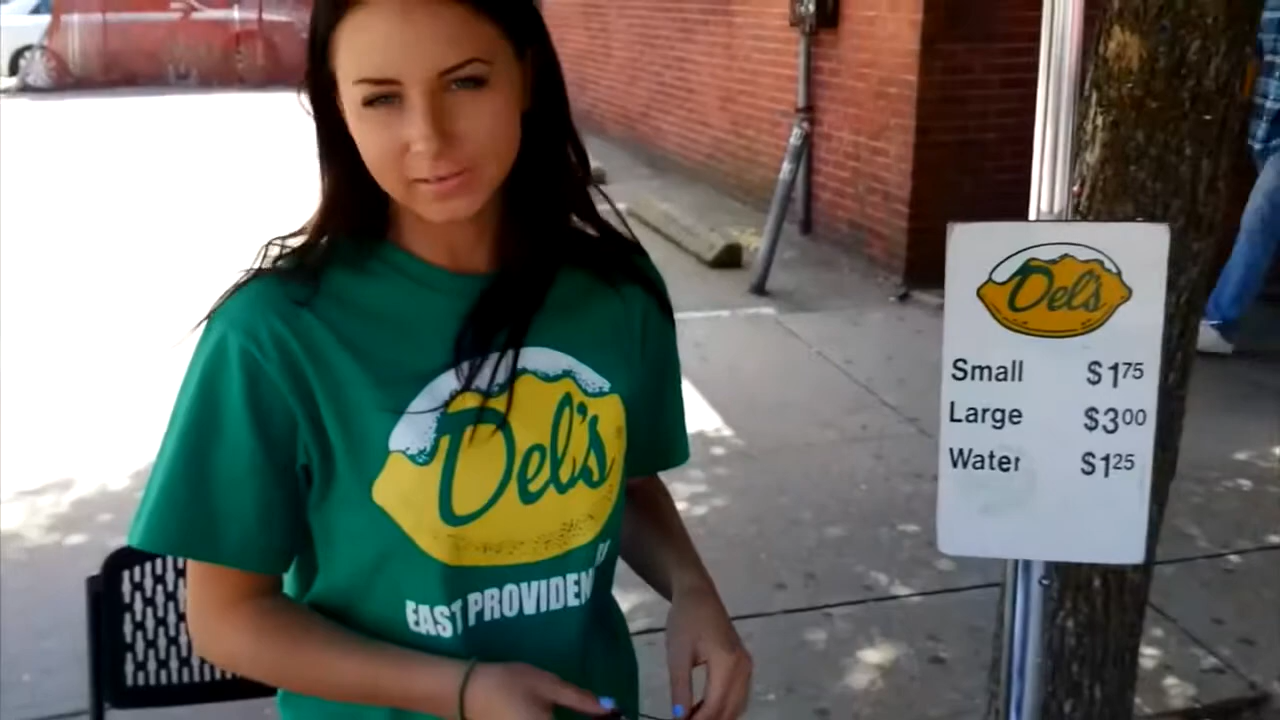 Del's
EAST PROVIDEN
Del's
Small $1.75
Large $3.00
Water $1.25